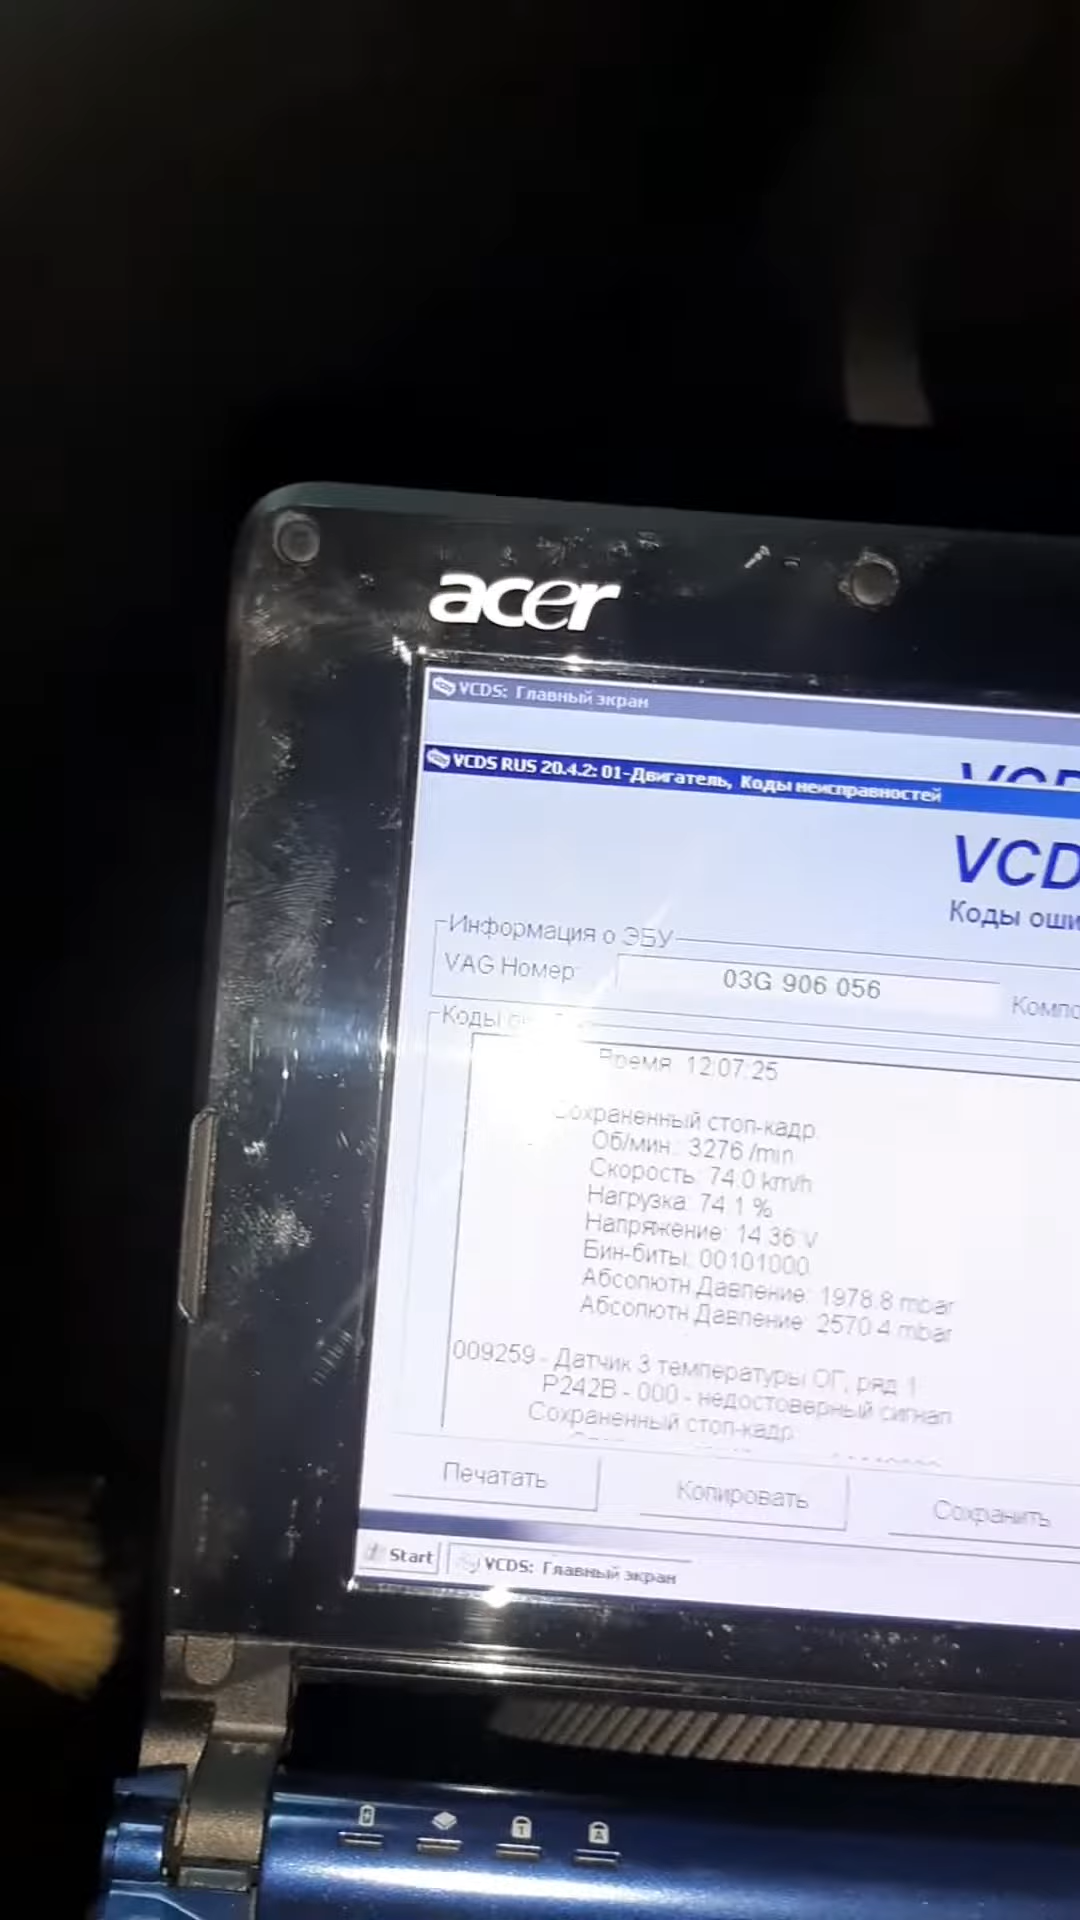 acer
VCDS: Главный экран
VCDS RUS 20.4.2: 01-Двигатель, Коды неисправностей
VCD
Коды оши
Информация о ЭБУ
VAG Номер:
03G 906 056
Компо
Коды
Время: 12:07:25
Сохраненный стоп-кадр:
Об/мин.: 3276 /min
Скорость: 74.0 km/h
Нагрузка: 74.1 %
Напряжение: 14.36 V
Бин-биты: 00101000
Абсолютн Давление: 1978.8 mbar
Абсолютн Давление: 2570.4 mbar
009259 - Датчик 3 температуры ОГ, ряд 1
P242B - 000 - недостоверный сигнал
Сохраненный стоп-кадр:
Печатать
Копировать
Сохранить
Start
VCDS: Главный экран